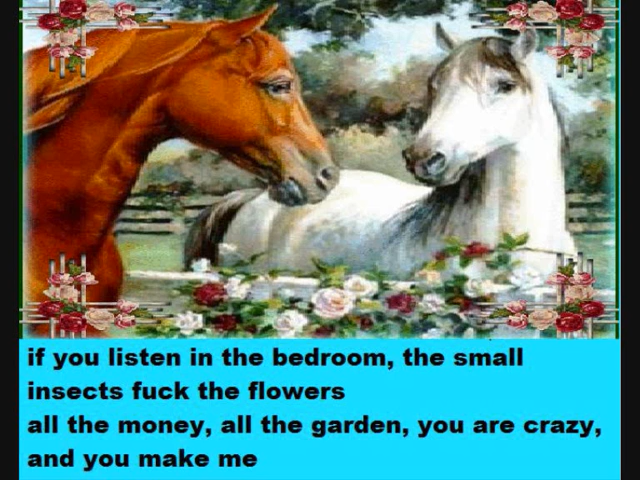 if you listen in the bedroom, the small
insects fuck the flowers
all the money, all the garden, you are crazy,
and you make me